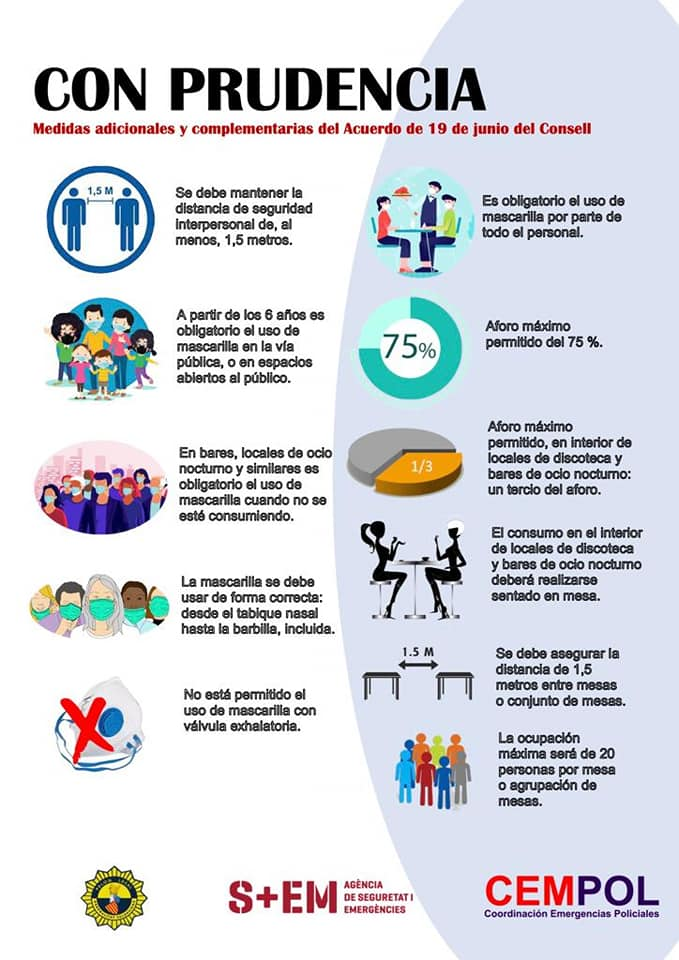 CON PRUDENCIA
Medidas adicionales y complementarias del Acuerdo de 19 de junio del Consell
1,5 M
Se debe mantener la
distancia de seguridad
interpersonal de, al
menos, 1,5 metros.
A partir de los 6 años es
obligatorio el uso de
mascarilla en la vía
pública, o en espacios
abiertos al público.
En bares, locales de ocio
nocturno y similares es
obligatorio el uso de
mascarilla cuando no se
esté consumiendo.
La mascarilla se debe
usar de forma correcta:
desde el tabique nasal
hasta la barbilla, incluida.
No está permitido el
uso de mascarilla con
válvula exhalatoria.
Es obligatorio el uso de
mascarilla por parte de
todo el personal.
75%
Aforo máximo
permitido del 75 %.
1/3
Aforo máximo
permitido, en interior de
locales de discoteca y
bares de ocio nocturno:
un tercio del aforo.
El consumo en el interior
de locales de discoteca
y bares de ocio nocturno
deberá realizarse
sentado en mesa.
1.5 M
Se debe asegurar la
distancia de 1,5
metros entre mesas
o conjunto de mesas.
La ocupación
máxima será de 20
personas por mesa
o agrupación de
mesas.
S+EM
AGÈNCIA
DE SEGURETAT I
EMERGÈNCIES
CEMPOL
Coordinación Emergencias Policiales